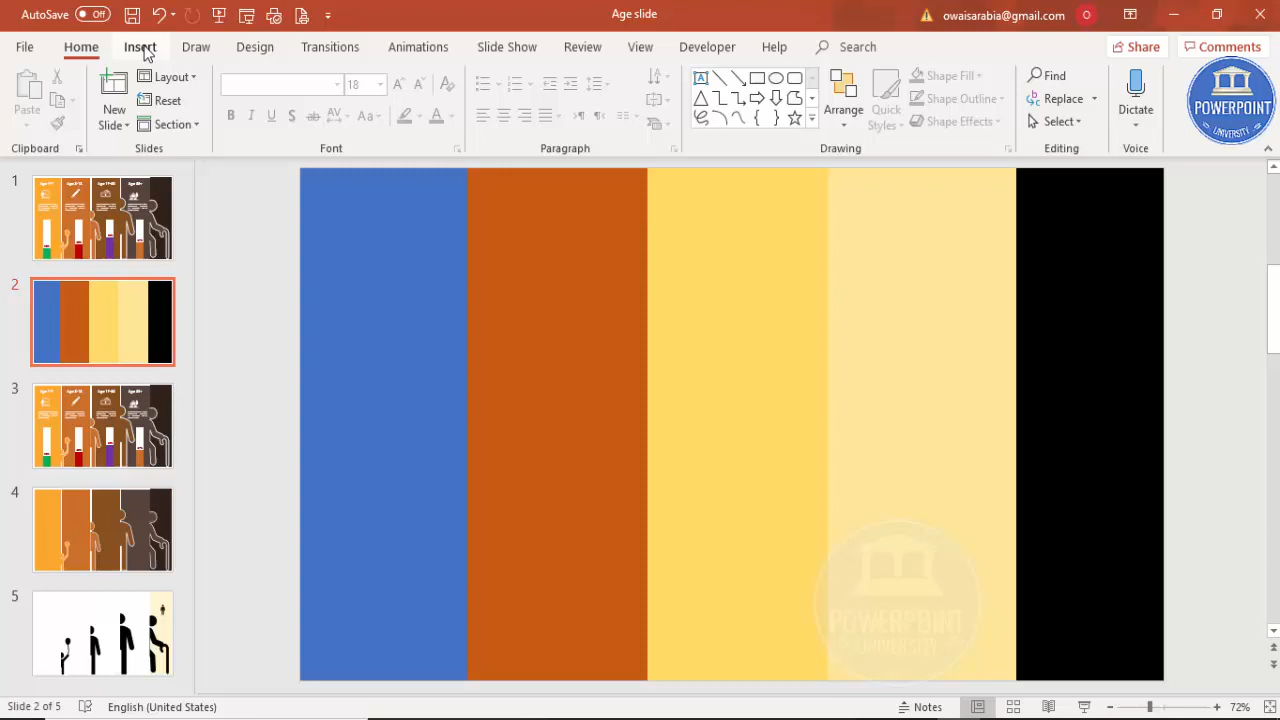 AutoSave Off
Age slide
owaisarabia@gmail.com O
File Home Insert Draw Design Transitions Animations Slide Show Review View Developer Help Search
Share Comments
Paste
New Slide
Layout
Reset
Section
18
B I U S ab AV Aa A
Arrange
Quick Styles
Shape Fill
Shape Outline
Shape Effects
Find
Replace
Select
Dictate
POWERPOINT
UNIVERSITY
Clipboard Slides Font Paragraph Drawing Editing Voice
1
2
3
4
5
POWERPOINT
UNIVERSITY
Slide 2 of 5 English (United States) Notes 72%